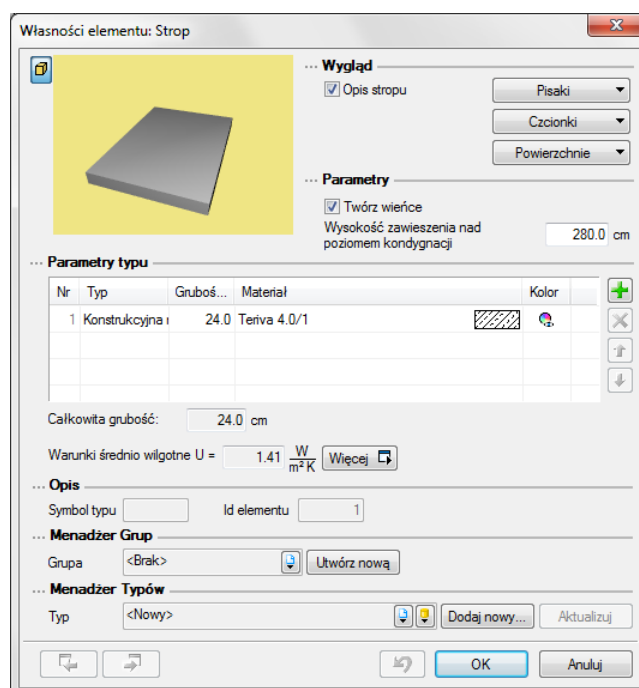 Własności elementu: Strop
Wygląd
Opis stropu
Pisaki
Czcionki
Powierzchnie
Parametry
Twórz wieńce
Wysokość zawieszenia nad
poziomem kondygnacji
280.0 cm
Parametry typu
Nr Typ Gruboś... Materiał Kolor
1 Konstrukcyjna 24.0 Teriva 4.0/1
Całkowita grubość: 24.0 cm
Warunki średnio wilgotne U = 1.41 W/m²K Więcej
Opis
Symbol typu Id elementu 1
Menadżer Grup
Grupa <Brak> Utwórz nową
Menadżer Typów
Typ <Nowy> Dodaj nowy... Aktualizuj
OK Anuluj